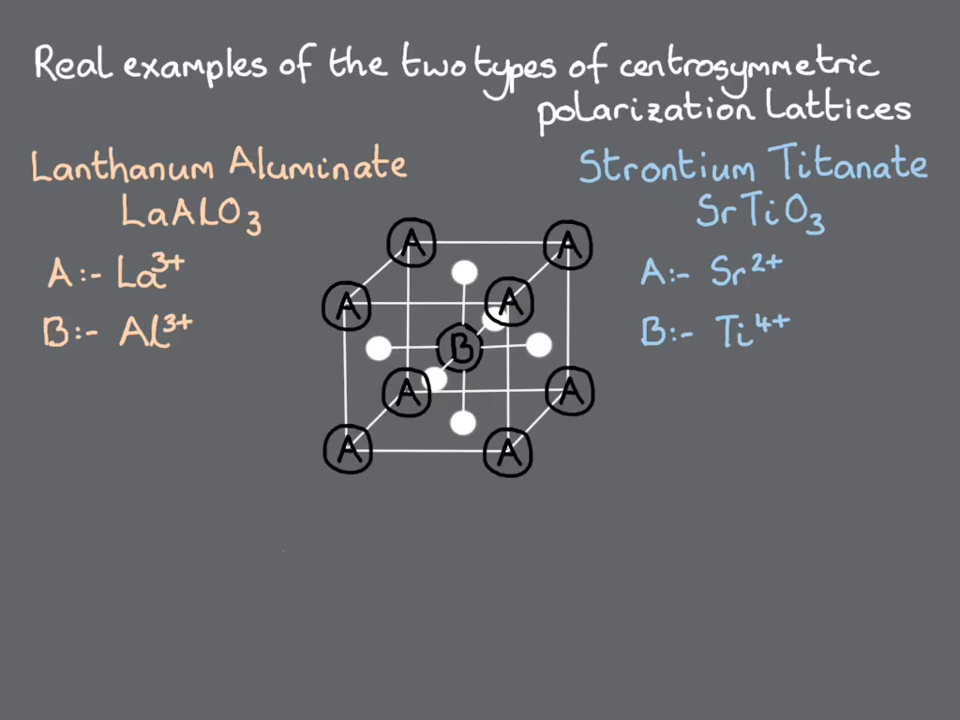 Real examples of the two types of centrosymmetric
polarization Lattices
Lanthanum Aluminate
LaAlO3
A:- La3+
B:- Al3+
Strontium Titanate
SrTiO3
A:- Sr2+
B:- Ti4+
A A
A A
B
A A
A A